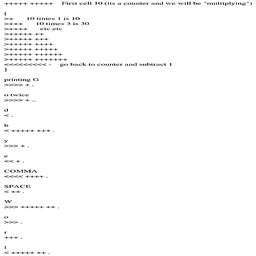 +++++ +++++    First cell 10 (its a counter and we will be "multiplying")
[
>+    10 times 1 is 10
>+++    10 times 3 is 30
>+++++    etc etc
>+++++ ++
>+++++ +++
>+++++ ++++
>+++++ +++++
>+++++ ++++++
>+++++ +++++++
<<<<<<<<< -    go back to counter and subtract 1
]
printing G
>>>> + .
o twice
>>>> + ..
d
< .
b
< +++++ +++ .
y
>>> + .
e
<< + .
COMMA
<<<< ++++ .
SPACE
< ++ .
W
>>> +++++ ++ .
o
>>> .
r
+++ .
l
< +++++ ++ .